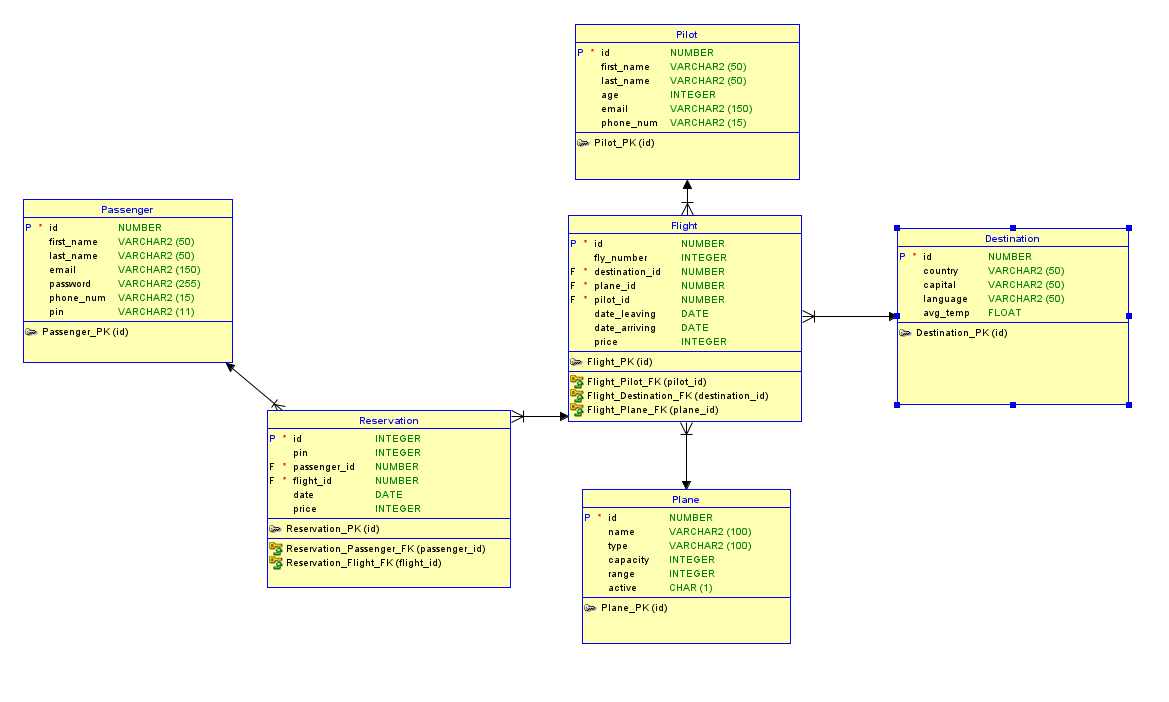 Pilot
P * id NUMBER
first_name VARCHAR2 (50)
last_name VARCHAR2 (50)
age INTEGER
email VARCHAR2 (150)
phone_num VARCHAR2 (15)
Pilot_PK (id)
Passenger
P * id NUMBER
first_name VARCHAR2 (50)
last_name VARCHAR2 (50)
email VARCHAR2 (150)
password VARCHAR2 (255)
phone_num VARCHAR2 (15)
pin VARCHAR2 (11)
Passenger_PK (id)
Flight
P * id NUMBER
fly_number INTEGER
F * destination_id NUMBER
F * plane_id NUMBER
F * pilot_id NUMBER
date_leaving DATE
date_arriving DATE
price INTEGER
Flight_PK (id)
Flight_Pilot_FK (pilot_id)
Flight_Destination_FK (destination_id)
Flight_Plane_FK (plane_id)
Destination
P * id NUMBER
country VARCHAR2 (50)
capital VARCHAR2 (50)
language VARCHAR2 (50)
avg_temp FLOAT
Destination_PK (id)
Reservation
P * id INTEGER
pin INTEGER
F * passenger_id NUMBER
F * flight_id NUMBER
date DATE
price INTEGER
Reservation_PK (id)
Reservation_Passenger_FK (passenger_id)
Reservation_Flight_FK (flight_id)
Plane
P * id NUMBER
name VARCHAR2 (100)
type VARCHAR2 (100)
capacity INTEGER
range INTEGER
active CHAR (1)
Plane_PK (id)